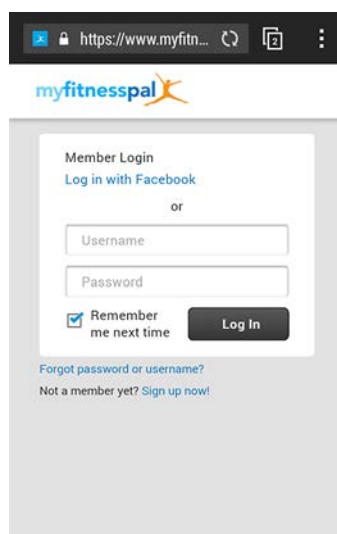 https://www.myfitn...
2
myfitnesspal
Member Login
Log in with Facebook
or
Username
Password
Remember
me next time
Log In
Forgot password or username?
Not a member yet? Sign up now!